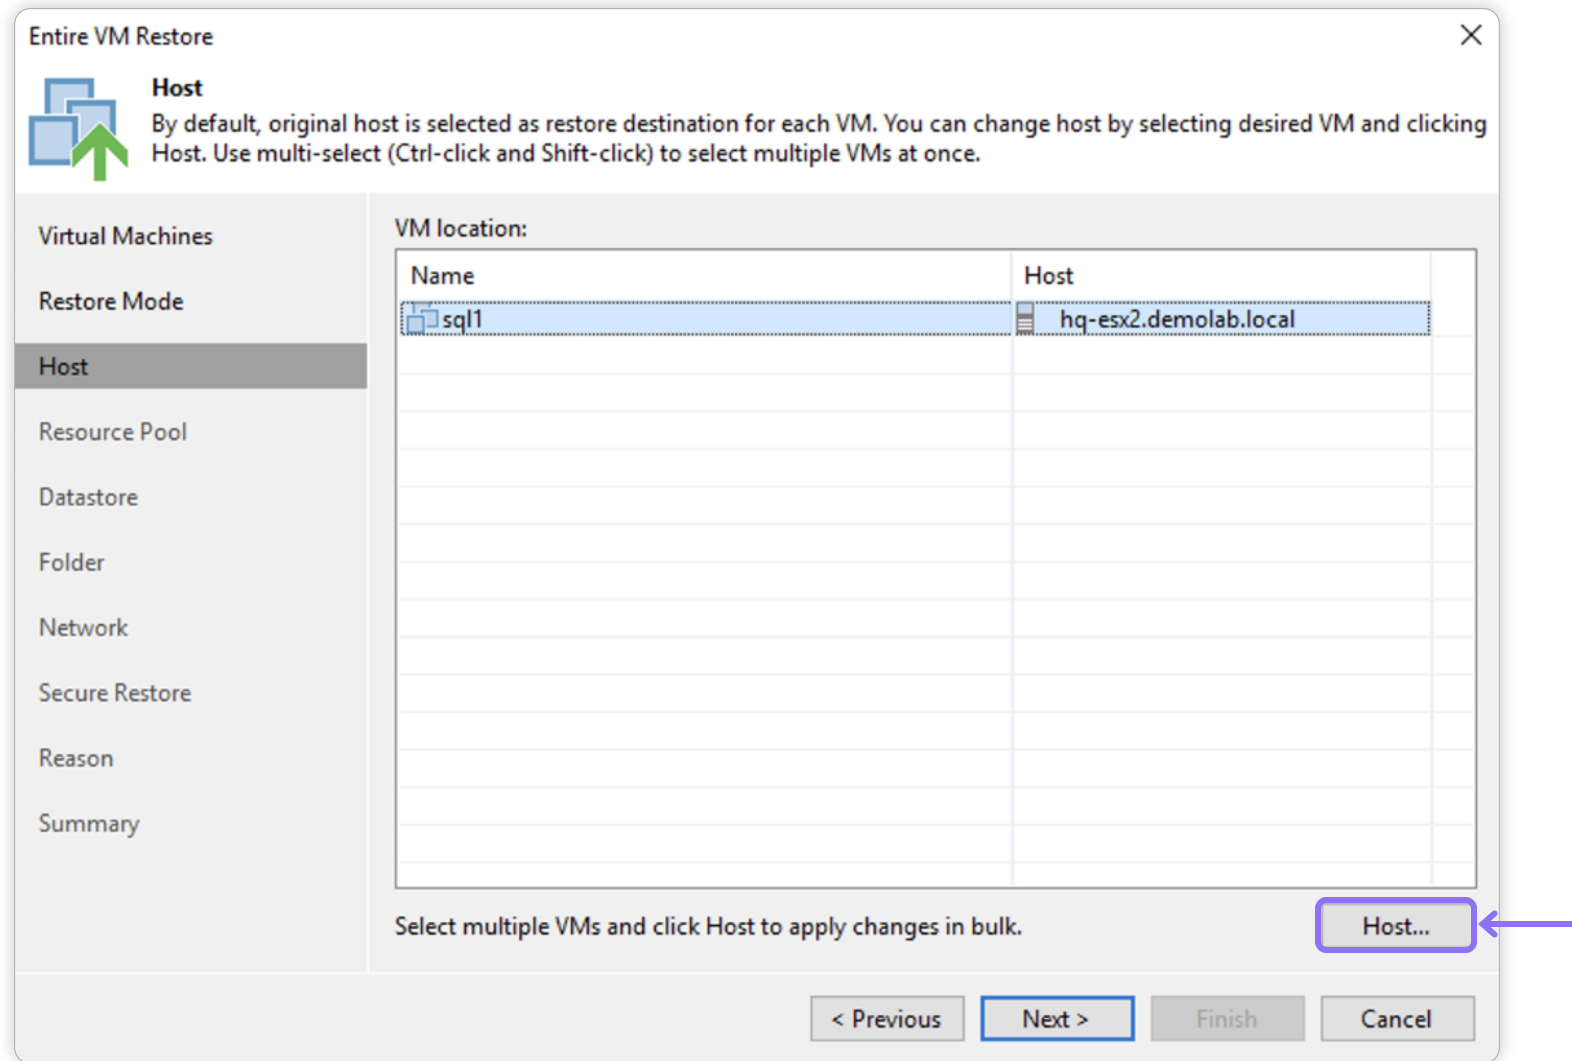 Entire VM Restore
Host
By default, original host is selected as restore destination for each VM. You can change host by selecting desired VM and clicking
Host. Use multi-select (Ctrl-click and Shift-click) to select multiple VMs at once.
Virtual Machines
Restore Mode
Host
Resource Pool
Datastore
Folder
Network
Secure Restore
Reason
Summary
VM location:
Name Host
sql1 hq-esx2.demolab.local
Select multiple VMs and click Host to apply changes in bulk.
Host...
< Previous Next > Finish Cancel